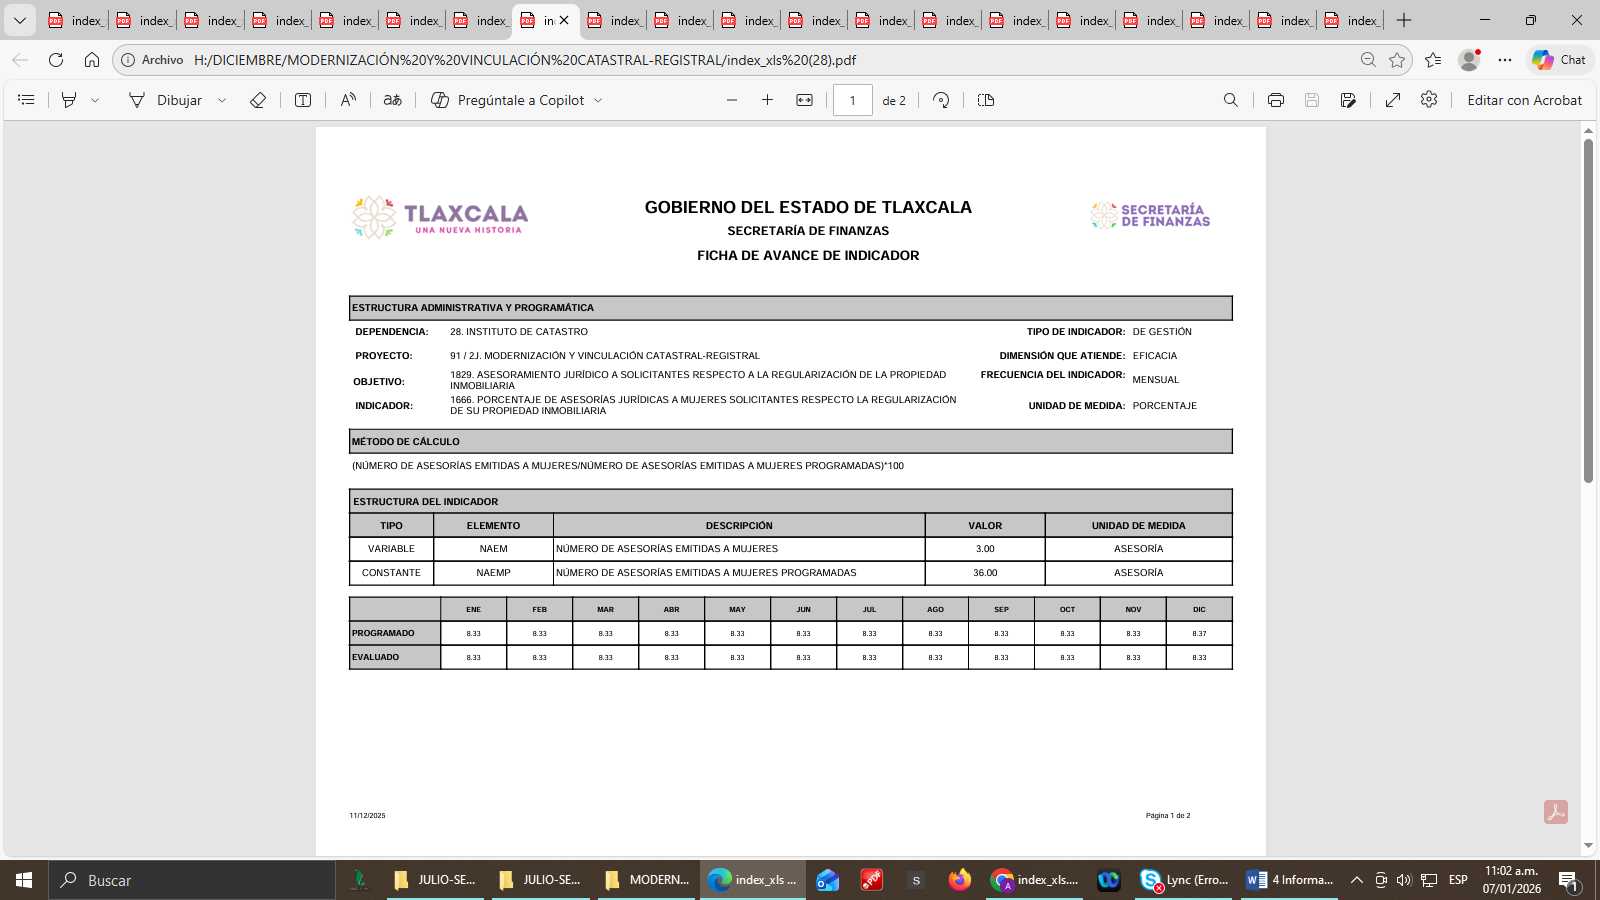 index_ index_ index_ index_ index_ index_ index_ in index_ index_ index_ index_ index_ index_ index_ index_ index_ index_ index_ index_
Archivo H:/DICIEMBRE/MODERNIZACIÓN%20Y%20VINCULACIÓN%20CATASTRAL-REGISTRAL/index_xls%20(28).pdf Chat
Dibujar Pregúntale a Copilot 1 de 2 Editar con Acrobat
TLAXCALA
UNA NUEVA HISTORIA
GOBIERNO DEL ESTADO DE TLAXCALA
SECRETARÍA DE FINANZAS
FICHA DE AVANCE DE INDICADOR
SECRETARÍA
DE FINANZAS
ESTRUCTURA ADMINISTRATIVA Y PROGRAMÁTICA
DEPENDENCIA: 28. INSTITUTO DE CATASTRO TIPO DE INDICADOR: DE GESTIÓN
PROYECTO: 91 / 2J. MODERNIZACIÓN Y VINCULACIÓN CATASTRAL-REGISTRAL DIMENSIÓN QUE ATIENDE: EFICACIA
OBJETIVO: 1829. ASESORAMIENTO JURÍDICO A SOLICITANTES RESPECTO A LA REGULARIZACIÓN DE LA PROPIEDAD
INMOBILIARIA
FRECUENCIA DEL INDICADOR: MENSUAL
INDICADOR: 1666. PORCENTAJE DE ASESORÍAS JURÍDICAS A MUJERES SOLICITANTES RESPECTO LA REGULARIZACIÓN
DE SU PROPIEDAD INMOBILIARIA
UNIDAD DE MEDIDA: PORCENTAJE
MÉTODO DE CÁLCULO
(NÚMERO DE ASESORÍAS EMITIDAS A MUJERES/NÚMERO DE ASESORÍAS EMITIDAS A MUJERES PROGRAMADAS)*100
ESTRUCTURA DEL INDICADOR
TIPO ELEMENTO DESCRIPCIÓN VALOR UNIDAD DE MEDIDA
VARIABLE NAEM NÚMERO DE ASESORÍAS EMITIDAS A MUJERES 3.00 ASESORÍA
CONSTANTE NAEMP NÚMERO DE ASESORÍAS EMITIDAS A MUJERES PROGRAMADAS 36.00 ASESORÍA
ENE FEB MAR ABR MAY JUN JUL AGO SEP OCT NOV DIC
PROGRAMADO 8.33 8.33 8.33 8.33 8.33 8.33 8.33 8.33 8.33 8.33 8.33 8.37
EVALUADO 8.33 8.33 8.33 8.33 8.33 8.33 8.33 8.33 8.33 8.33 8.33 8.33
11/12/2025 Página 1 de 2
Buscar JULIO-SE... JULIO-SE... MODERN... index_xls ... index_xls.... Lync (Erro... 4 Informa... ESP 11:02 a.m.
07/01/2026 1